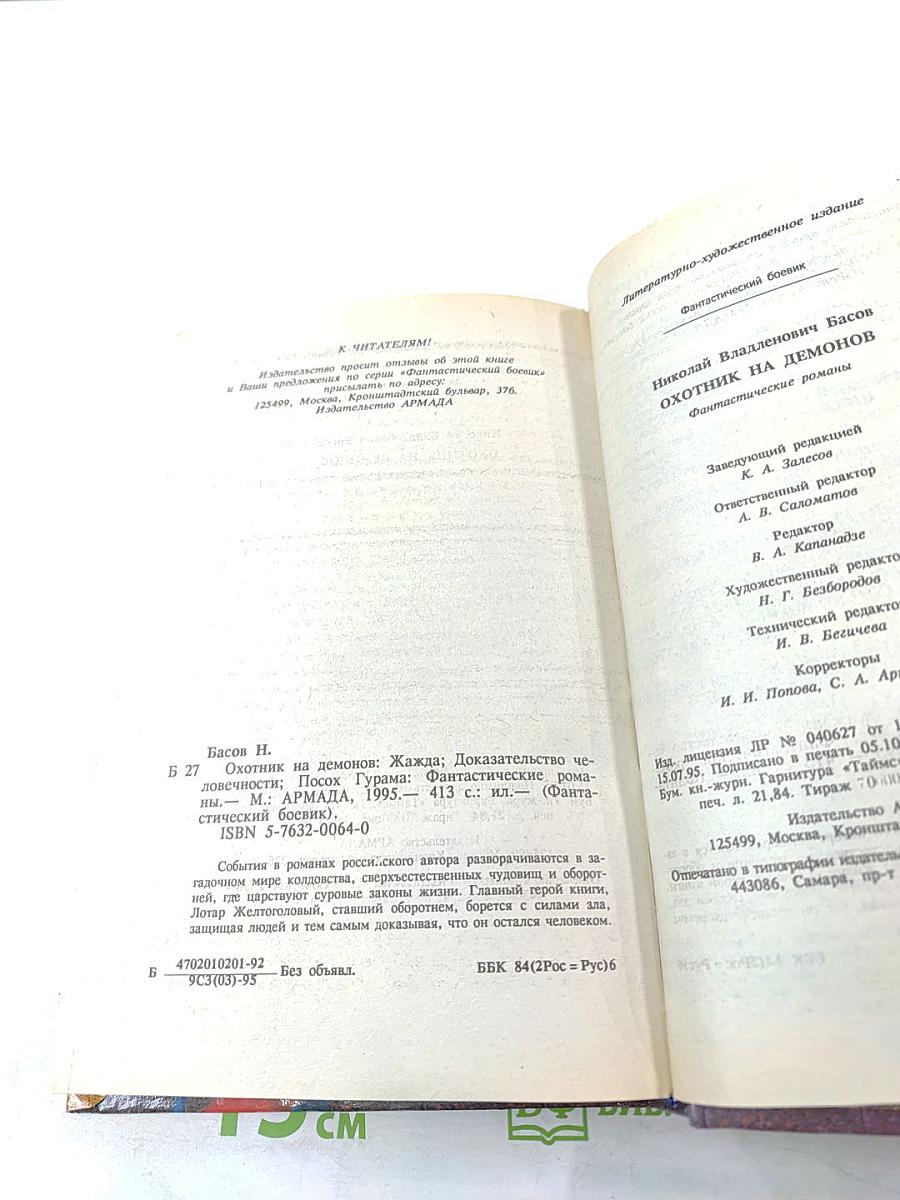 К ЧИТАТЕЛЯМ!
Издательство просит отзывы об этой книге
и Ваши предложения по серии «Фантастический боевик»
присылать по адресу:
125499, Москва, Кронштадтский бульвар, 37б.
Издательство АРМАДА
Басов Н.
Б 27 Охотник на демонов: Жажда; Доказательство че-
ловечности; Посох Гурама: Фантастические рома-
ны.— М.: АРМАДА, 1995.— 413 с.: ил.— (Фанта-
стический боевик).
ISBN 5-7632-0064-0
События в романах российского автора разворачиваются в за-
гадочном мире колдовства, сверхъестественных чудовищ и оборот-
ней, где царствуют суровые законы жизни. Главный герой книги,
Лотар Желтоголовый, ставший оборотнем, борется с силами зла,
защищая людей и тем самым доказывая, что он остался человеком.
Б 4702010201-92
9С3(03)-95 Без объявл. ББК 84(2Рос=Рус)6
Литературно-художественное издание
Фантастический боевик
Николай Владленович Басов
ОХОТНИК НА ДЕМОНОВ
Фантастические романы
Заведующий редакцией
К. А. Залесов
Ответственный редактор
А. В. Саломатов
Редактор
В. А. Капанадзе
Художественный редакто
Н. Г. Безбородов
Технический редакто
И. В. Бегичева
Корректоры
И. И. Попова, С. А. Ар
Изд. лицензия ЛР № 040627 от 1
15.07.95. Подписано в печать 05.10
Бум. кн.-журн. Гарнитура «Таймс
печ. л. 21,84. Тираж 70 000
Издательство А
125499, Москва, Кроншта
Отпечатано в типографии издатель
443086, Самара, пр-т
15 СМ